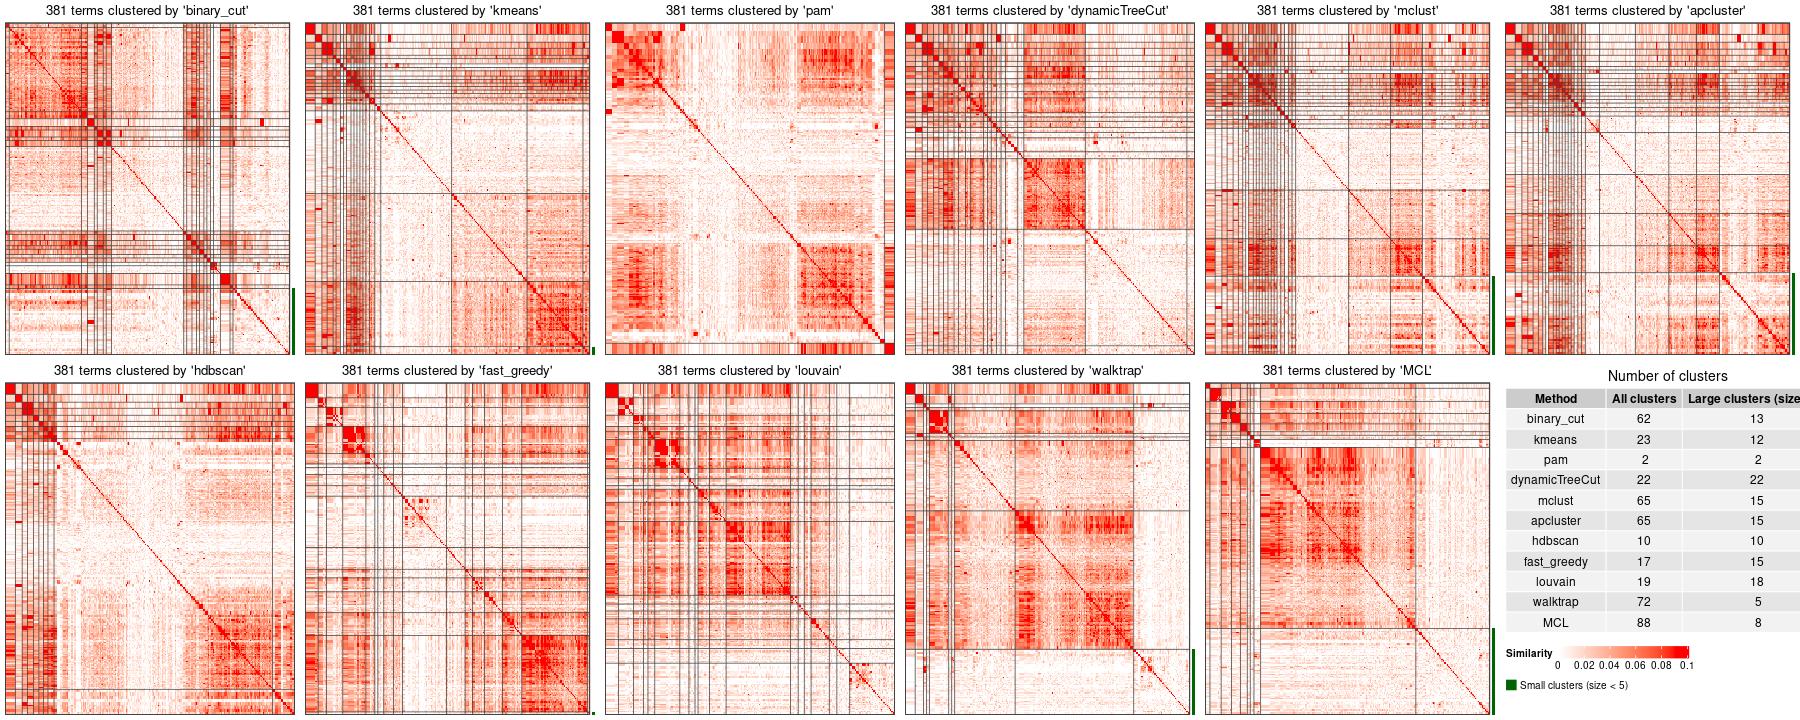 381 terms clustered by 'binary_cut'
381 terms clustered by 'kmeans'
381 terms clustered by 'pam'
381 terms clustered by 'dynamicTreeCut'
381 terms clustered by 'mclust'
381 terms clustered by 'apcluster'
381 terms clustered by 'hdbscan'
381 terms clustered by 'fast_greedy'
381 terms clustered by 'louvain'
381 terms clustered by 'walktrap'
381 terms clustered by 'MCL'
Number of clusters
Method All clusters Large clusters (size
binary_cut 62 13
kmeans 23 12
pam 2 2
dynamicTreeCut 22 22
mclust 65 15
apcluster 65 15
hdbscan 10 10
fast_greedy 17 15
louvain 19 18
walktrap 72 5
MCL 88 8
Similarity
0 0.02 0.04 0.06 0.08 0.1
Small clusters (size < 5)